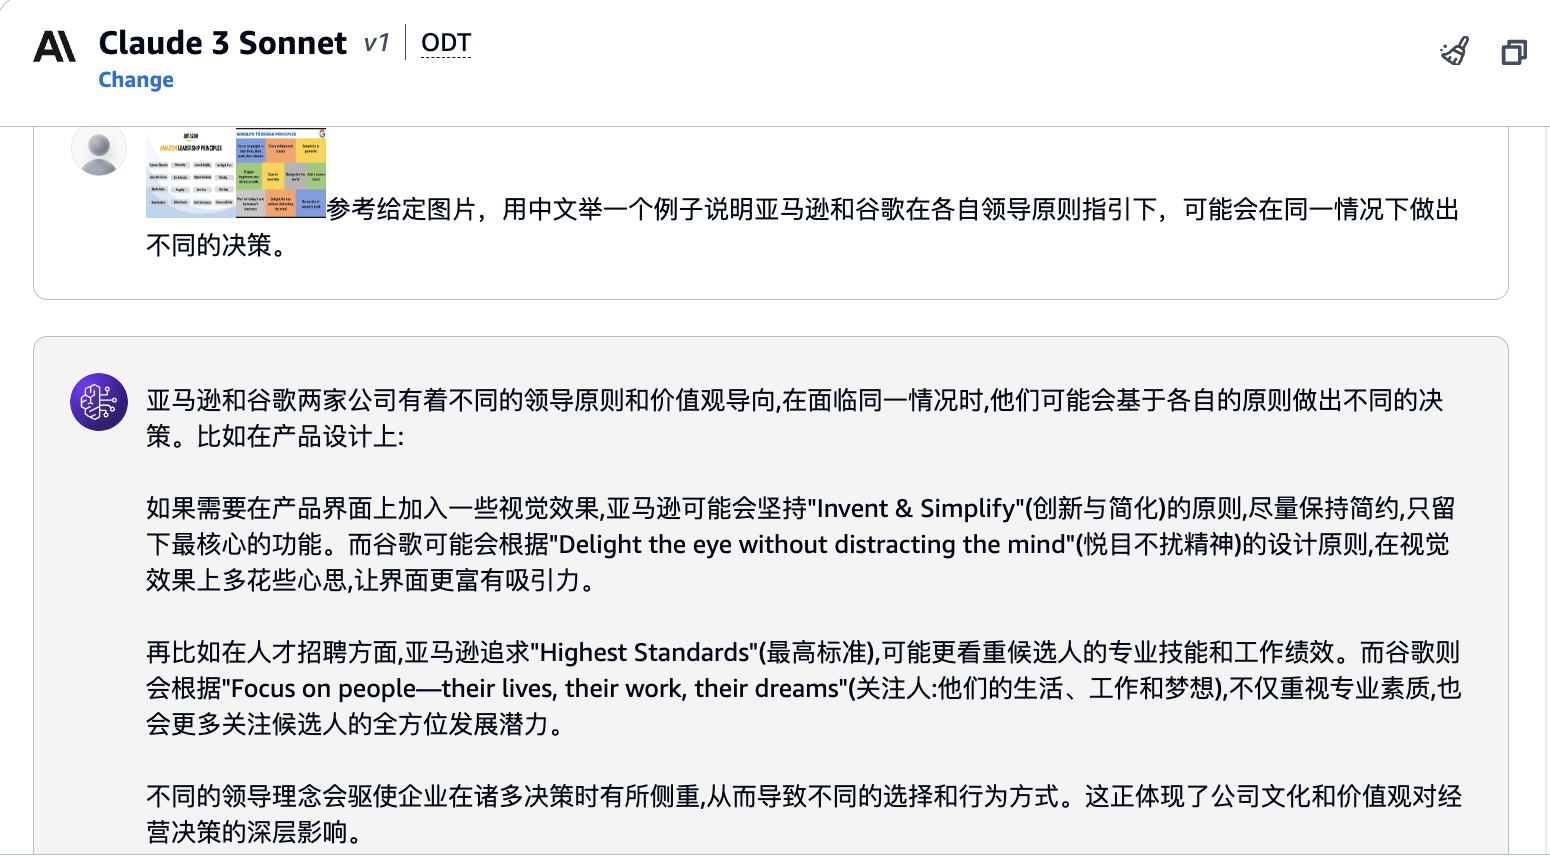 Claude 3 Sonnet v1 ODT
Change
AMAZON LEADERSHIP PRINCIPLES
GOOGLE'S 10 DESIGN PRINCIPLES
参考给定图片，用中文举一个例子说明亚马逊和谷歌在各自领导原则指引下，可能会在同一情况下做出
不同的决策。
亚马逊和谷歌两家公司有着不同的领导原则和价值观导向,在面临同一情况时,他们可能会基于各自的原则做出不同的决
策。比如在产品设计上:
如果需要在产品界面上加入一些视觉效果,亚马逊可能会坚持"Invent & Simplify"(创新与简化)的原则,尽量保持简约,只留
下最核心的功能。而谷歌可能会根据"Delight the eye without distracting the mind"(悦目不扰精神)的设计原则,在视觉
效果上多花些心思,让界面更富有吸引力。
再比如在人才招聘方面,亚马逊追求"Highest Standards"(最高标准),可能更看重候选人的专业技能和工作绩效。而谷歌则
会根据"Focus on people—their lives, their work, their dreams"(关注人:他们的生活、工作和梦想),不仅重视专业素质,也
会更多关注候选人的全方位发展潜力。
不同的领导理念会驱使企业在诸多决策时有所侧重,从而导致不同的选择和行为方式。这正体现了公司文化和价值观对经
营决策的深层影响。